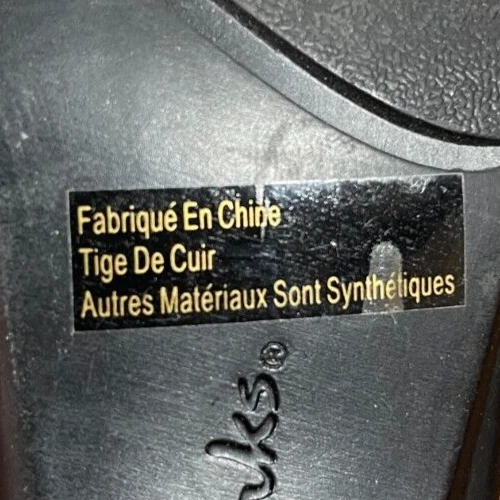 Fabriqué En Chine
Tige De Cuir
Autres Matériaux Sont Synthétiques